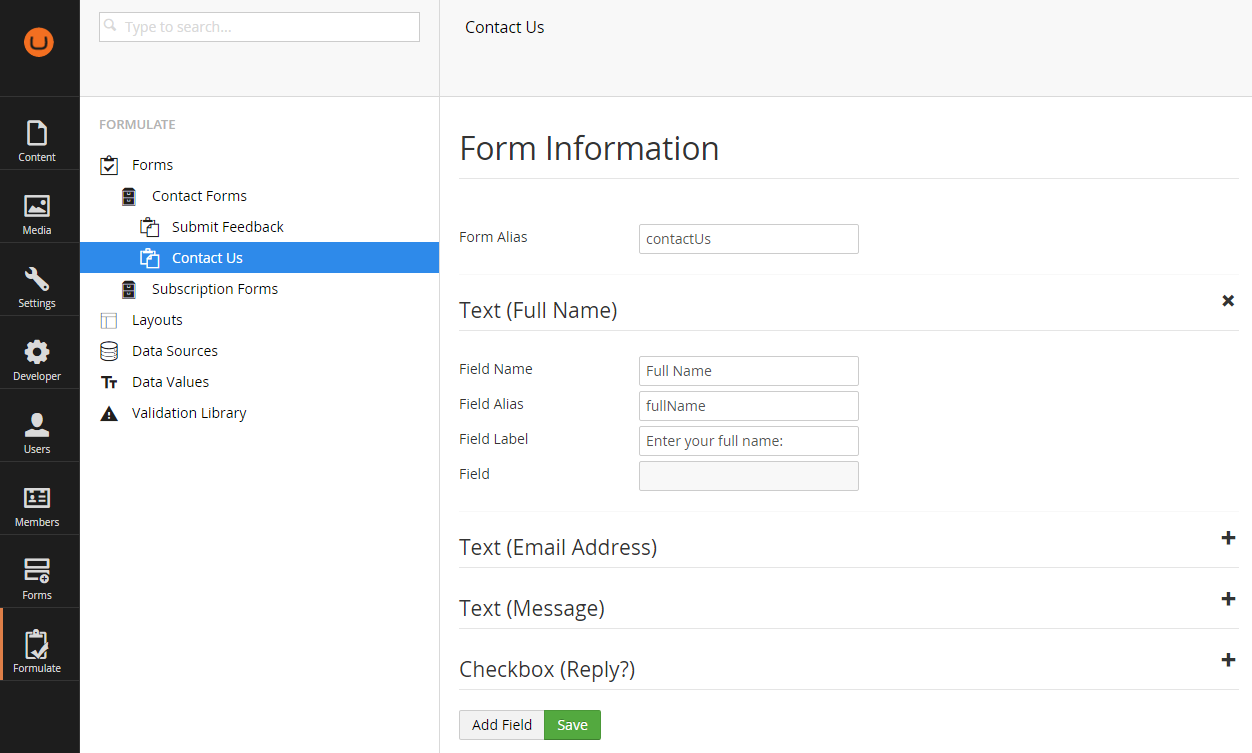 Content
Media
Settings
Developer
Users
Members
Forms
Formulate
Type to search...
FORMULATE
Forms
Contact Forms
Submit Feedback
Contact Us
Subscription Forms
Layouts
Data Sources
Data Values
Validation Library
Contact Us
Form Information
Form Alias contactUs
Text (Full Name)
Field Name Full Name
Field Alias fullName
Field Label Enter your full name:
Field
Text (Email Address)
Text (Message)
Checkbox (Reply?)
Add Field Save